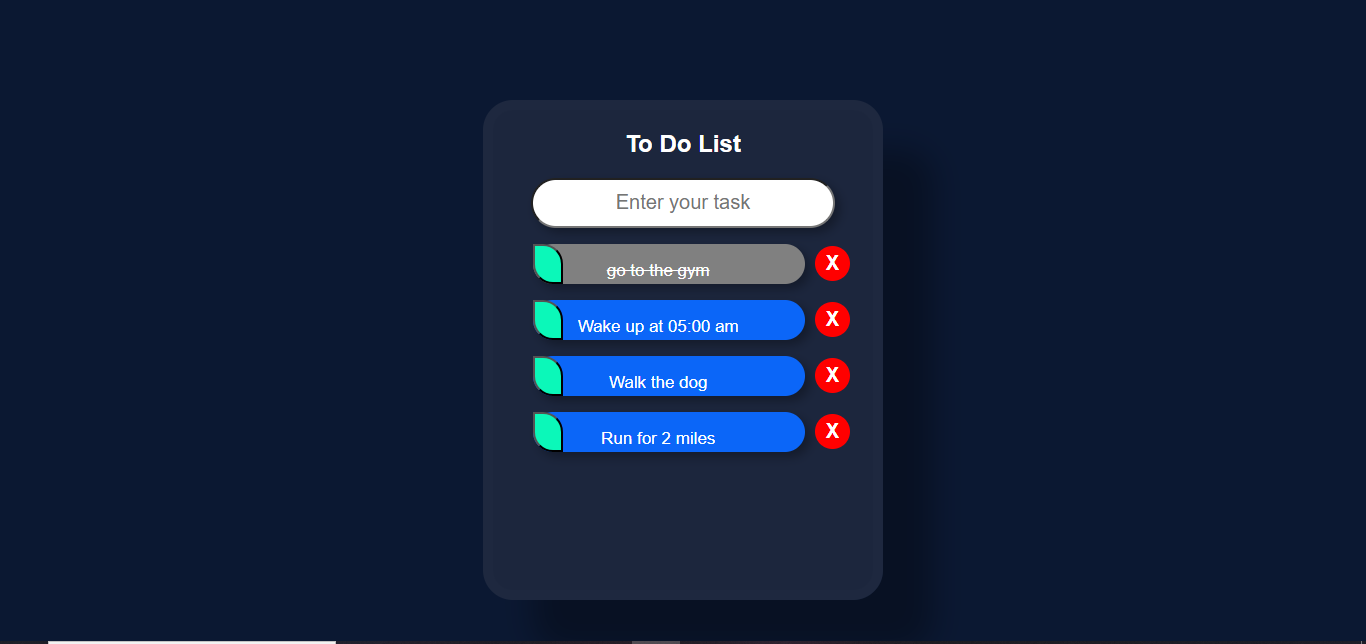 To Do List
Enter your task
go to the gym
X
Wake up at 05:00 am
X
Walk the dog
X
Run for 2 miles
X